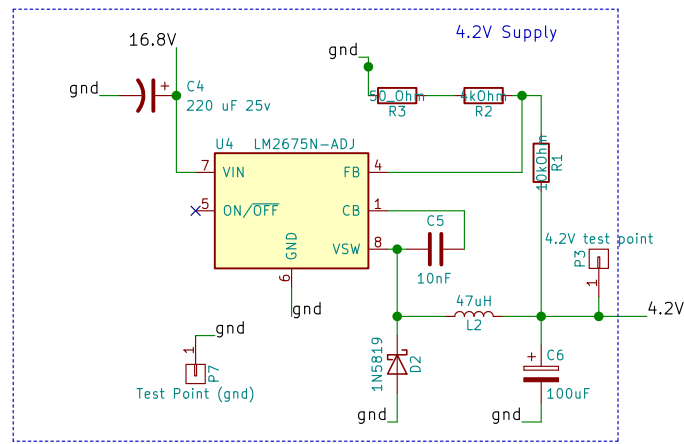 4.2V Supply
16.8V
gnd
gnd
C4
+
220 uF 25v
50_Ohm
4kOhm
R3
R2
U4 LM2675N-ADJ
7 VIN
FB 4
10kOhm
R1
5 ON/OFF
CB 1
C5
GND
VSW 8
10nF
4.2V test point
P3
1
6
gnd
47uH
L2
4.2V
gnd
1
P7
Test Point (gnd)
1N5819
D2
+
C6
100uF
gnd
gnd